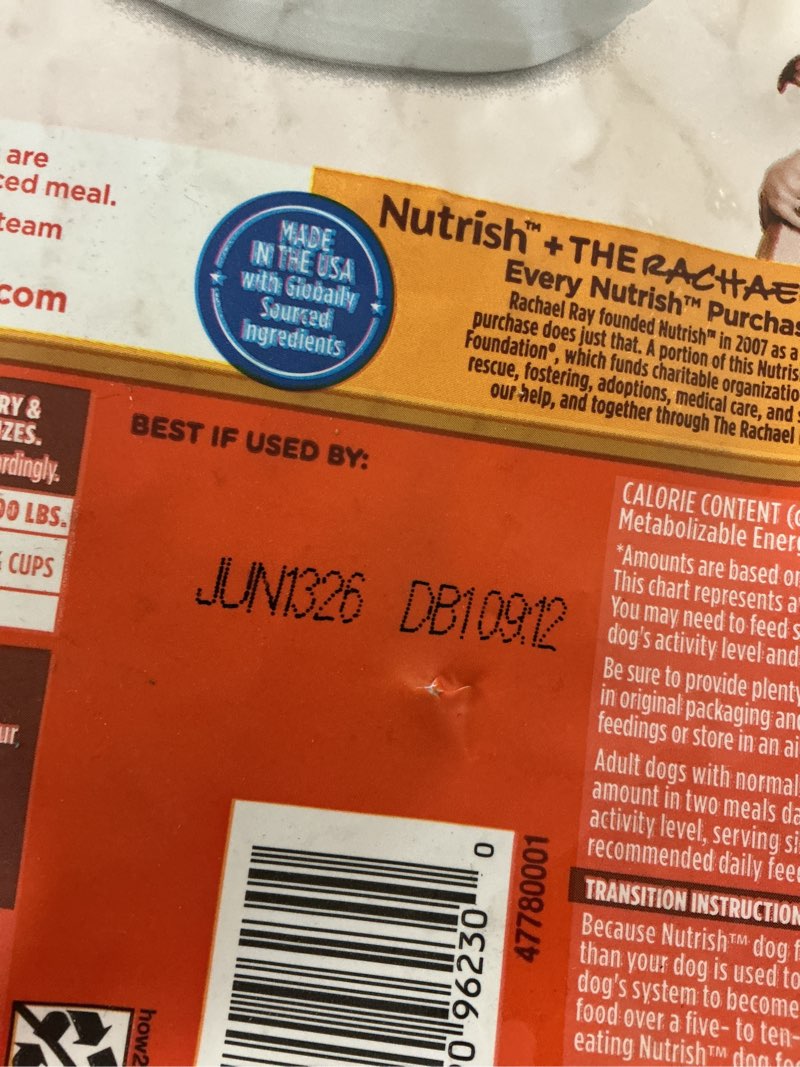 are
ced meal.
team
com
MADE
IN THE USA
with Globally
Sourced
Ingredients
Nutrish™ + THE RACHAE
Every Nutrish™ Purchas
Rachael Ray founded Nutrish™ in 2007 as a
purchase does just that. A portion of this Nutris
Foundation®, which funds charitable organizatio
rescue, fostering, adoptions, medical care, and
our help, and together through The Rachael
RY &
ZES.
rdingly.
00 LBS.
CUPS
ur,
BEST IF USED BY:
JUN1326 DB1 09:12
CALORIE CONTENT (c
Metabolizable Ener
*Amounts are based on
This chart represents a
You may need to feed s
dog's activity level and
Be sure to provide plenty
in original packaging and
feedings or store in an ai
Adult dogs with normal
amount in two meals da
activity level, serving si
recommended daily fee
TRANSITION INSTRUCTION
Because Nutrish™ dog f
than your dog is used to
dog's system to become
food over a five- to ten-
eating Nutrish™ dog foo
0 96230 0
47780001
how2